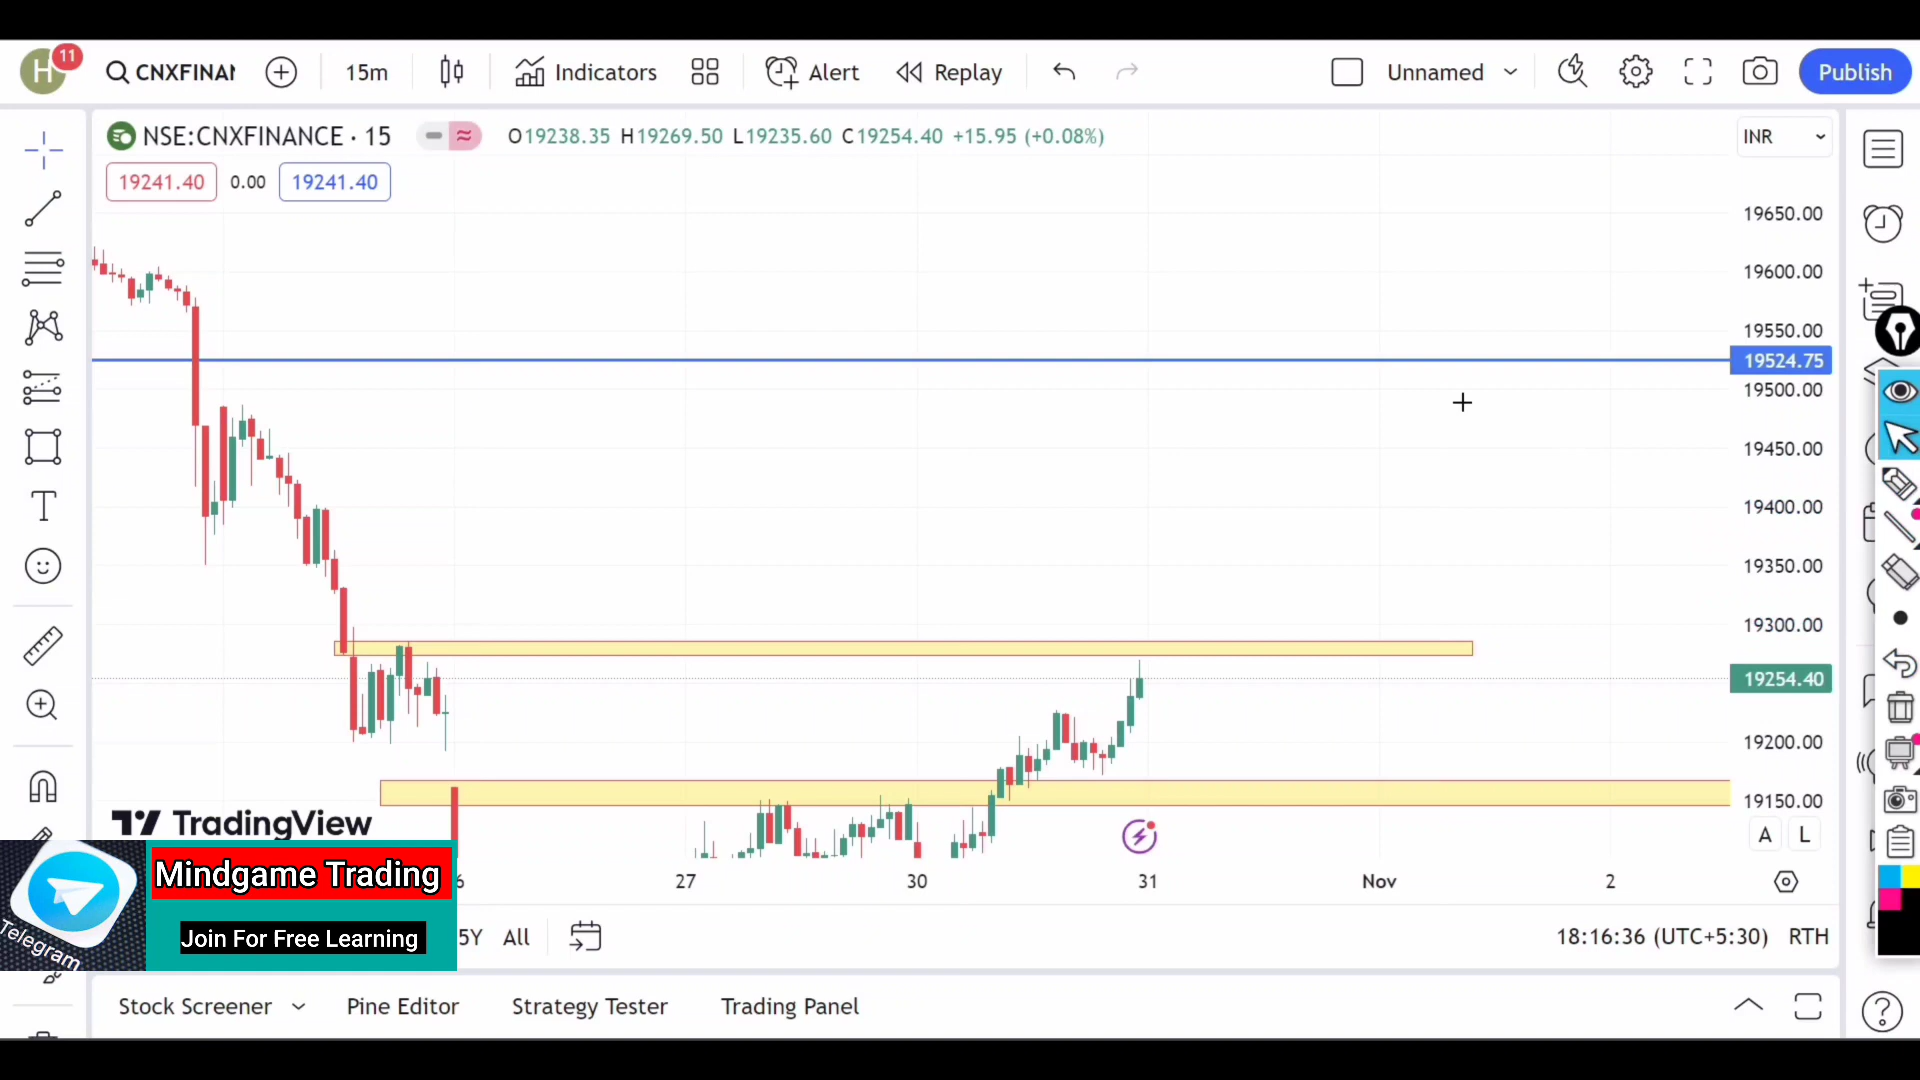 H
11
CNXFINAN
15m
Indicators
Alert
Replay
Unnamed
Publish
NSE:CNXFINANCE · 15
O19238.35 H19269.50 L19235.60 C19254.40 +15.95 (+0.08%)
INR
19241.40
0.00
19241.40
19650.00
19600.00
19550.00
19524.75
19500.00
19450.00
19400.00
19350.00
19300.00
19254.40
19200.00
19150.00
TradingView
A
L
6
27
30
31
Nov
2
Telegram
Mindgame Trading
Join For Free Learning
5Y
All
18:16:36 (UTC+5:30)
RTH
Stock Screener
Pine Editor
Strategy Tester
Trading Panel